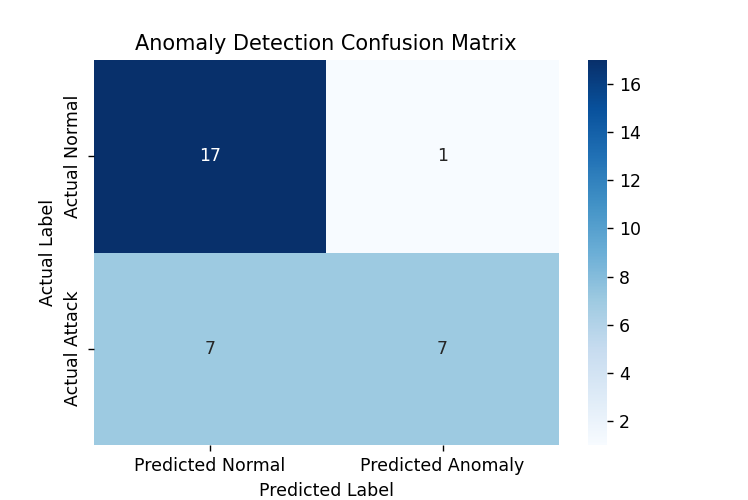 Anomaly Detection Confusion Matrix
Actual Label
Actual Normal
17
1
Actual Attack
7
7
Predicted Normal
Predicted Anomaly
Predicted Label
16
14
12
10
8
6
4
2